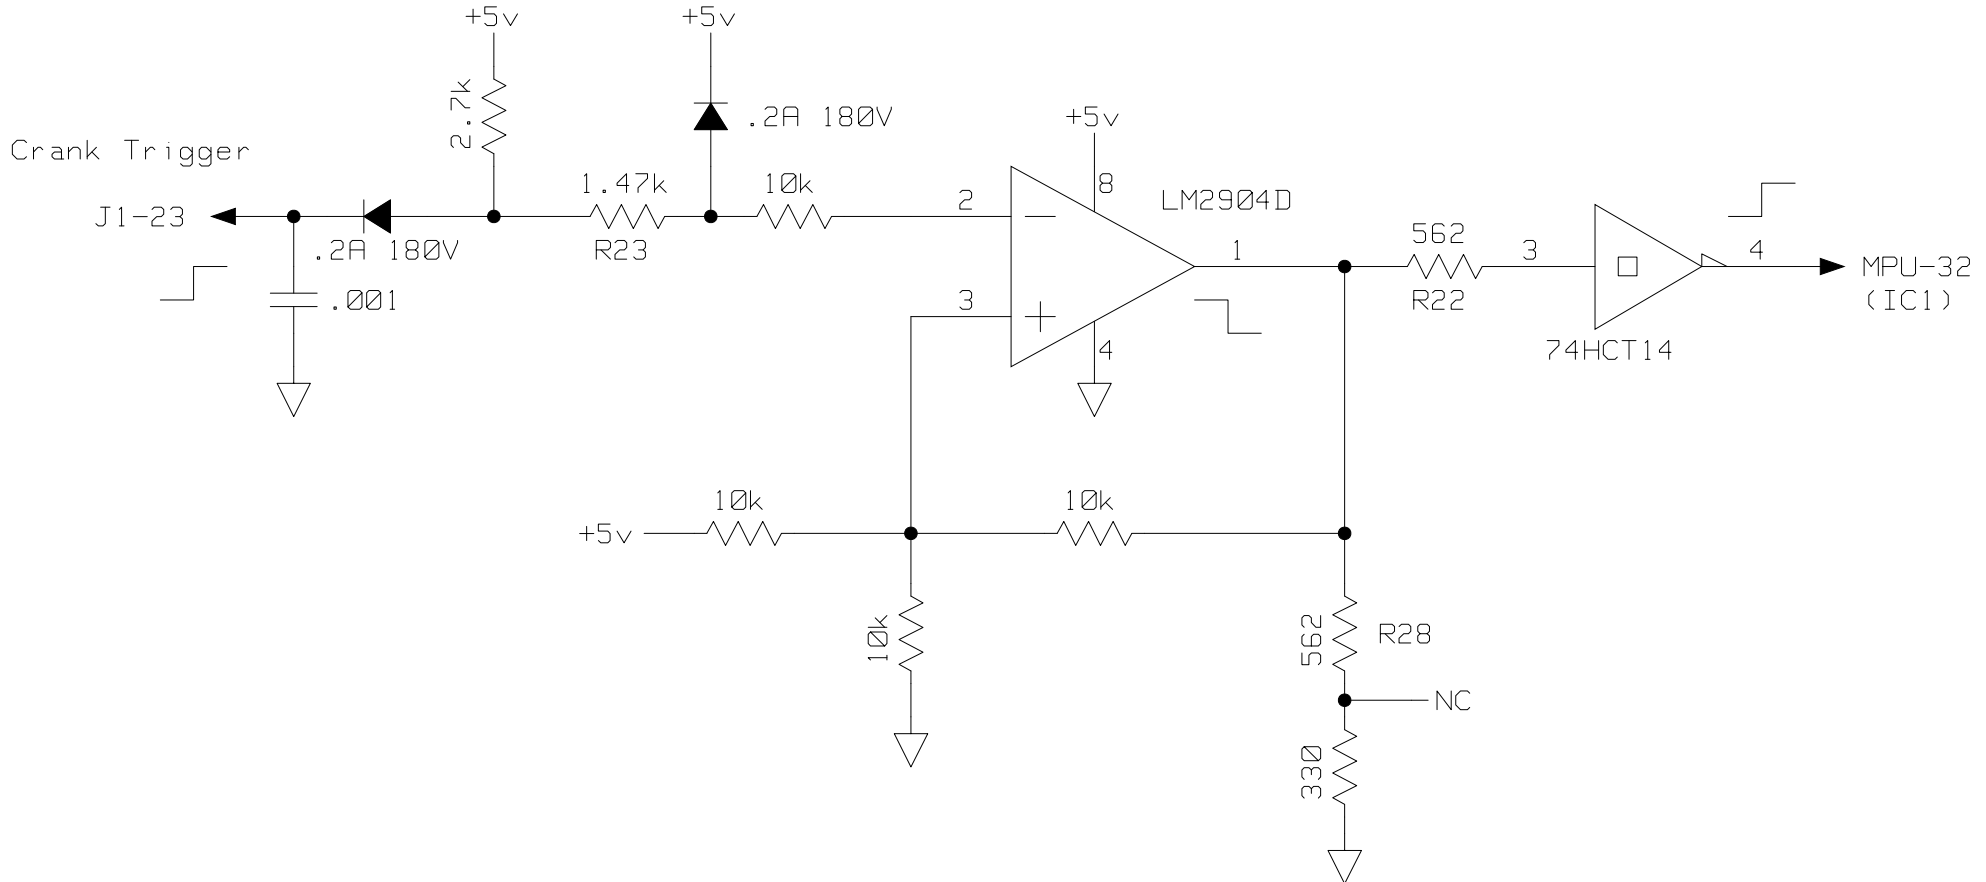 +5v
+5v
2.7k
.2A 180V
+5v
Crank Trigger
J1-23
.2A 180V
1.47k
R23
10k
2
8
LM2904D
1
562
R22
3
4
MPU-32
(IC1)
.001
3
4
74HCT14
+5v
10k
10k
10k
562
R28
NC
330